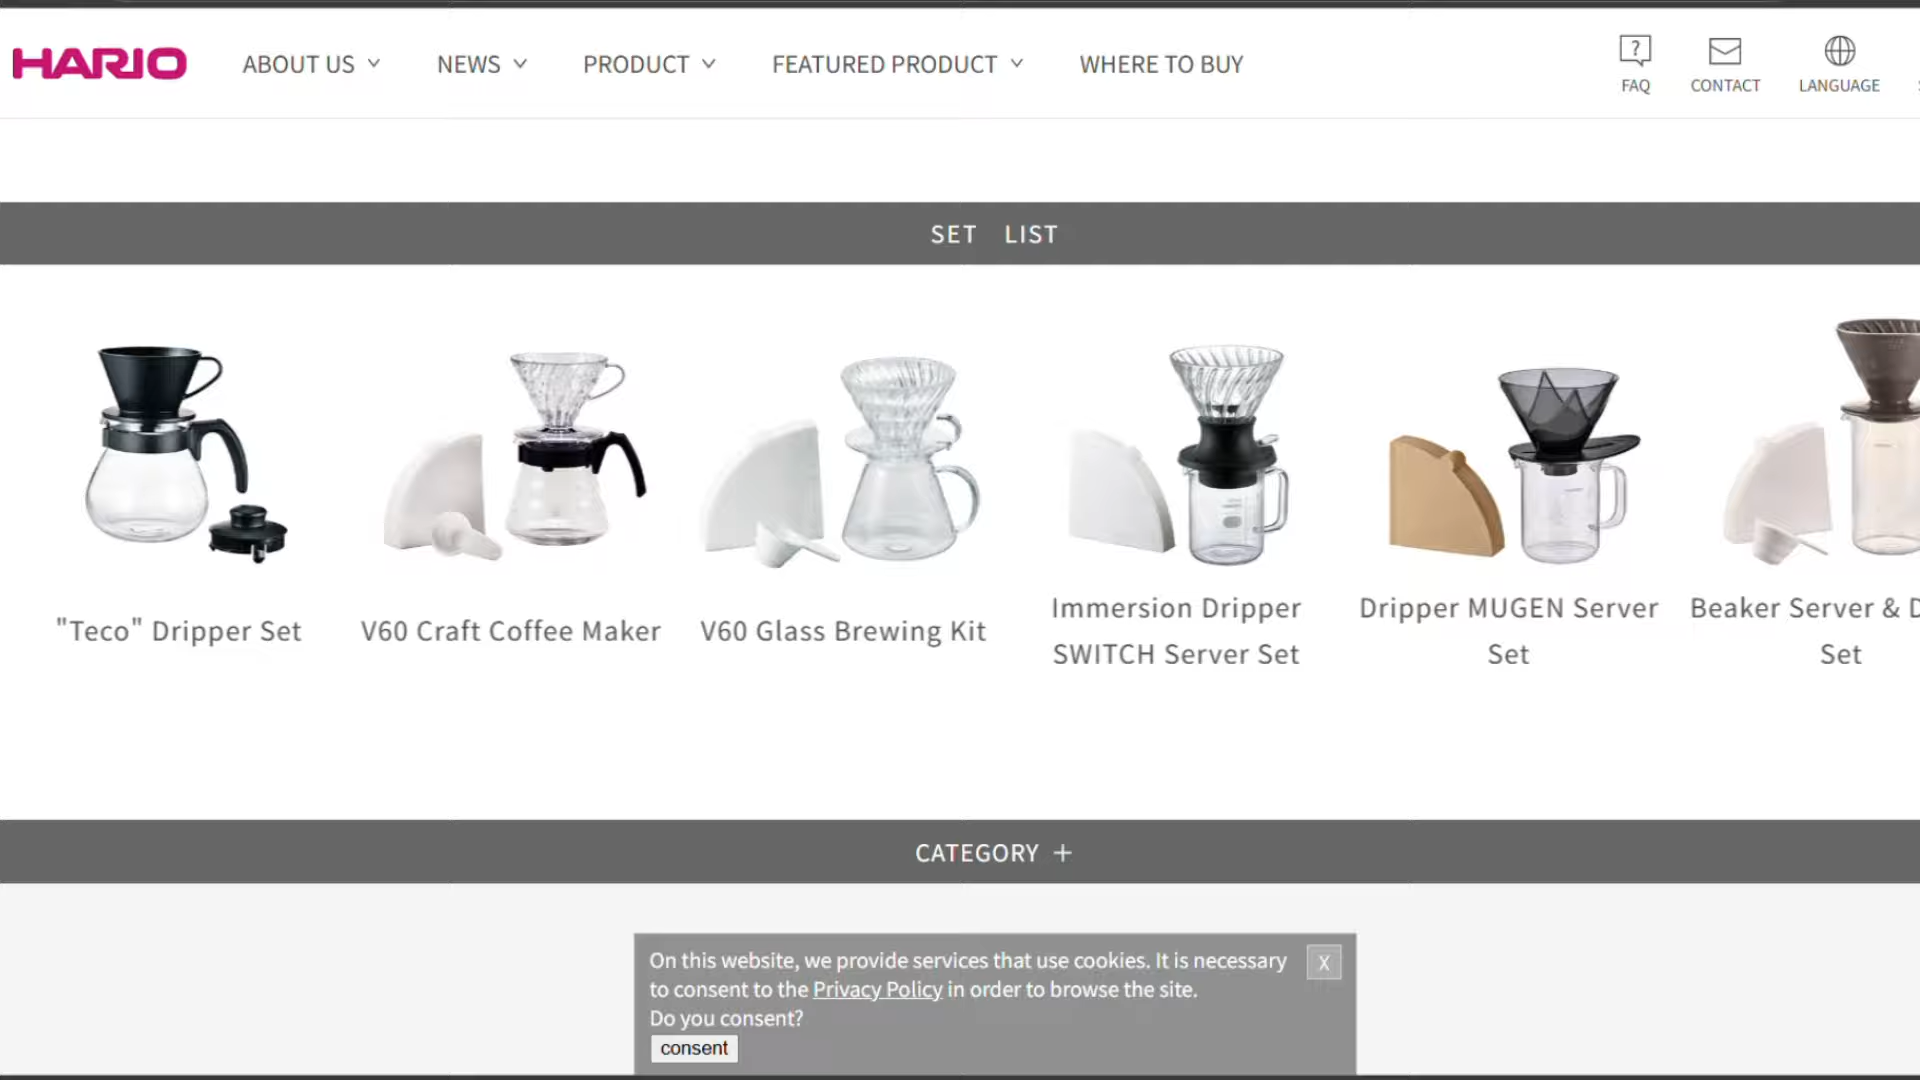 HARIO
ABOUT US
NEWS
PRODUCT
FEATURED PRODUCT
WHERE TO BUY
FAQ
CONTACT
LANGUAGE
SET LIST
"Teco" Dripper Set
V60 Craft Coffee Maker
V60 Glass Brewing Kit
Immersion Dripper
SWITCH Server Set
Dripper MUGEN Server
Set
Beaker Server &
Set
CATEGORY +
On this website, we provide services that use cookies. It is necessary
to consent to the Privacy Policy in order to browse the site.
Do you consent?
consent
X